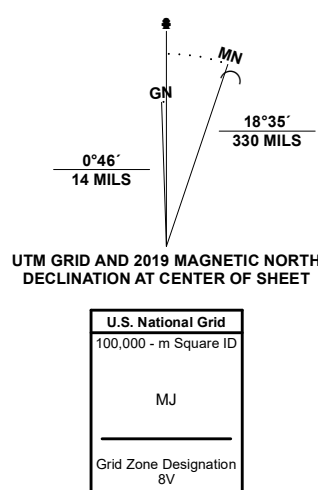 MN
GN
18°35´
330 MILS
0°46´
14 MILS
UTM GRID AND 2019 MAGNETIC NORTH
DECLINATION AT CENTER OF SHEET
U.S. National Grid
100,000 - m Square ID
MJ
Grid Zone Designation
8V